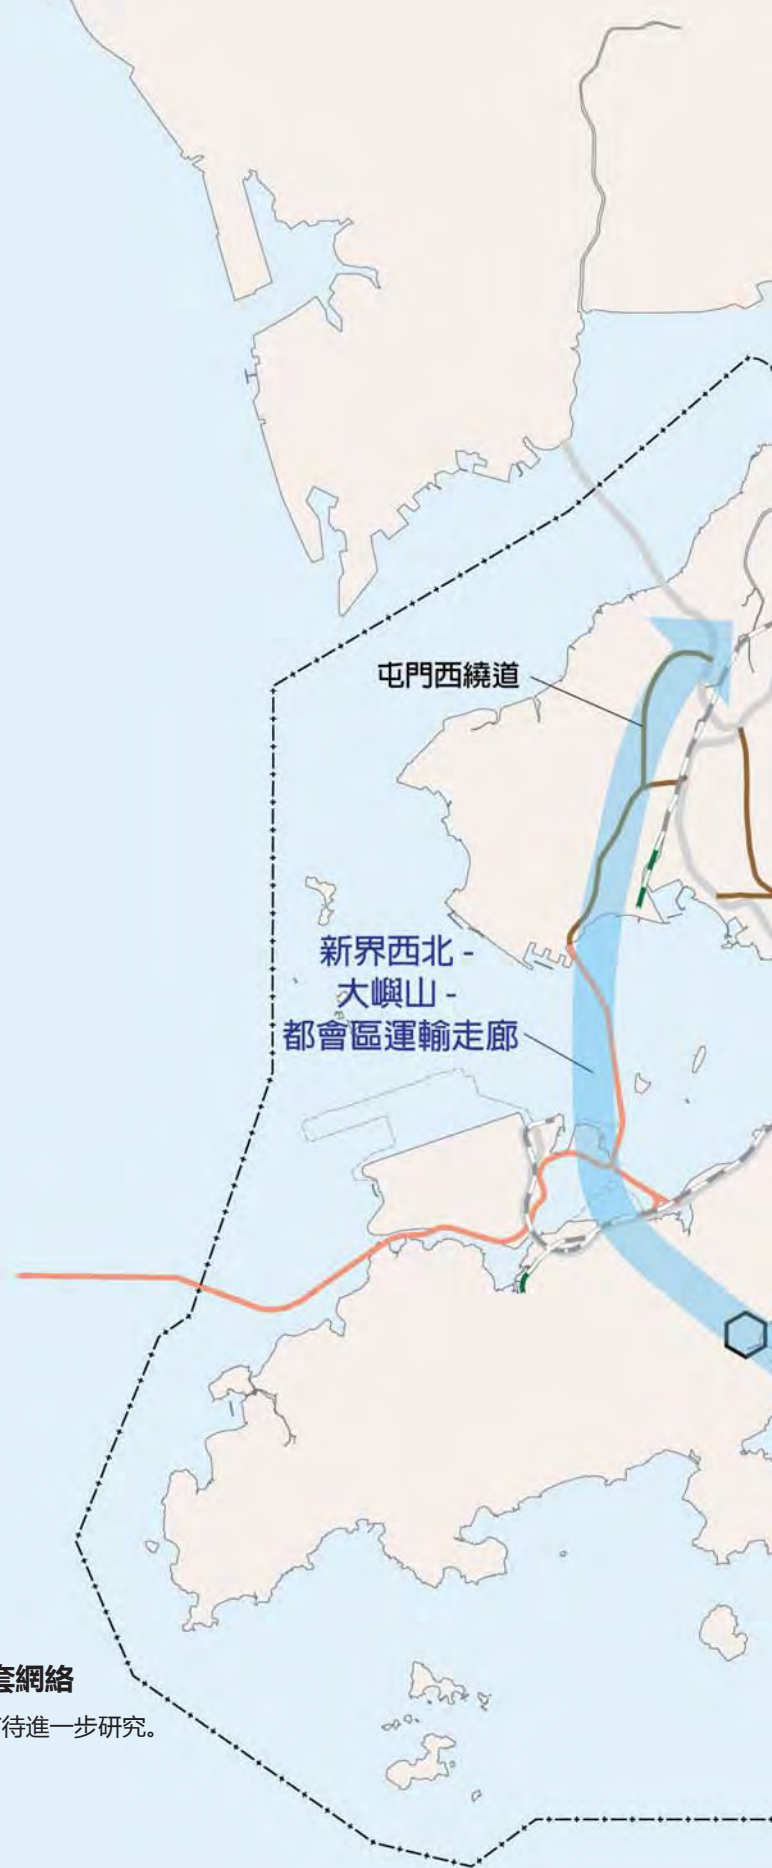 屯門西繞道
新界西北 -
大嶼山 -
都會區運輸走廊
套網絡
待進一步研究。